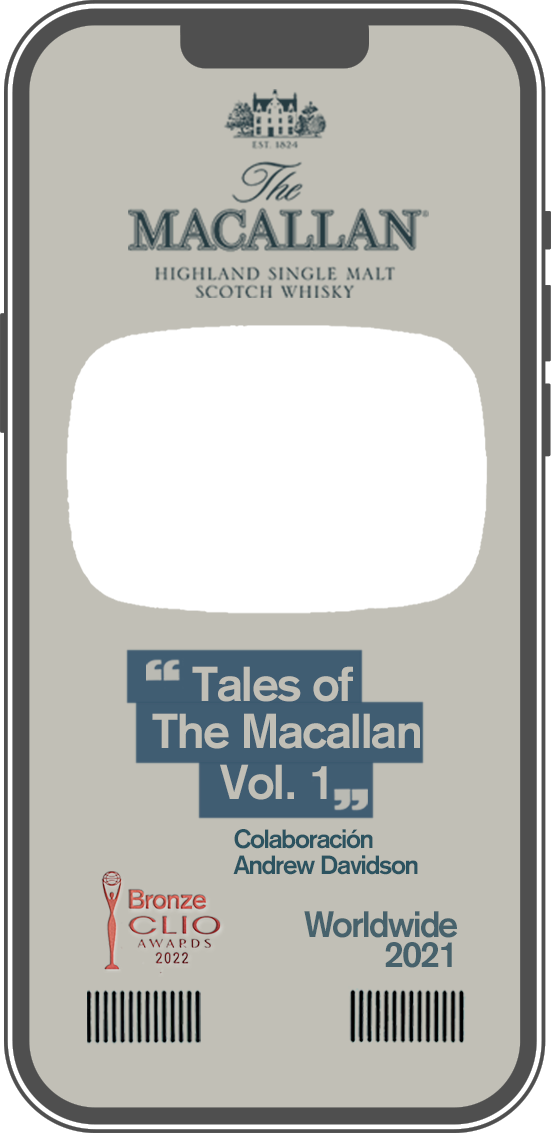 EST. 1824
The
MACALLAN®
HIGHLAND SINGLE MALT
SCOTCH WHISKY
“ Tales of
The Macallan
Vol. 1 ”
Colaboración
Andrew Davidson
Bronze
CLIO
AWARDS
2022
Worldwide
2021